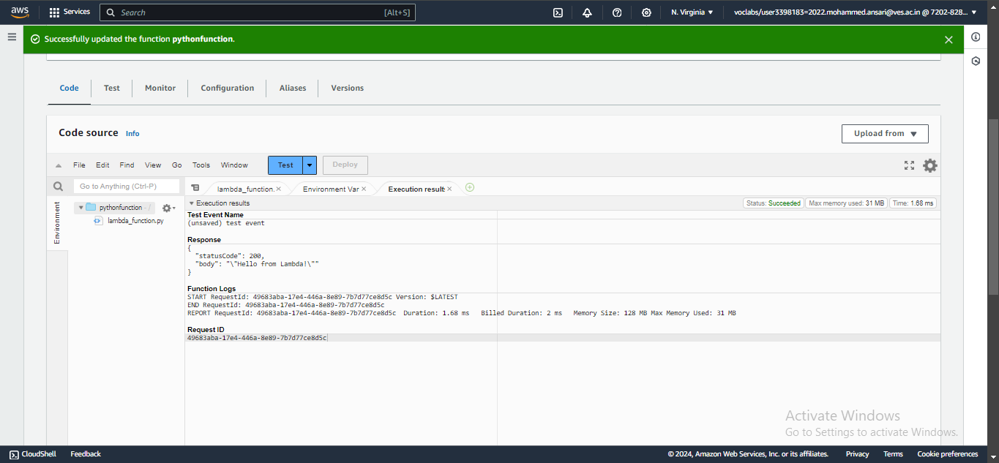 aws Services Search [Alt+S] N. Virginia voclabs/user3398183=2022.mohammed.ansari@ves.ac.in @ 7202-828...
Successfully updated the function pythonfunction.
Code Test Monitor Configuration Aliases Versions
Code source Info Upload from
File Edit Find View Go Tools Window Test Deploy
Go to Anything (Ctrl-P) lambda_function. Environment Var Execution result
Environment
pythonfunction - /
lambda_function.py
Execution results Status: Succeeded Max memory used: 31 MB Time: 1.68 ms
Test Event Name
(unsaved) test event
Response
{
"statusCode": 200,
"body": "\"Hello from Lambda!\""
}
Function Logs
START RequestId: 49683aba-17e4-446a-8e89-7b7d77ce8d5c Version: $LATEST
END RequestId: 49683aba-17e4-446a-8e89-7b7d77ce8d5c
REPORT RequestId: 49683aba-17e4-446a-8e89-7b7d77ce8d5c Duration: 1.68 ms Billed Duration: 2 ms Memory Size: 128 MB Max Memory Used: 31 MB
Request ID
49683aba-17e4-446a-8e89-7b7d77ce8d5c
Activate Windows
Go to Settings to activate Windows.
CloudShell Feedback © 2024, Amazon Web Services, Inc. or its affiliates. Privacy Terms Cookie preferences